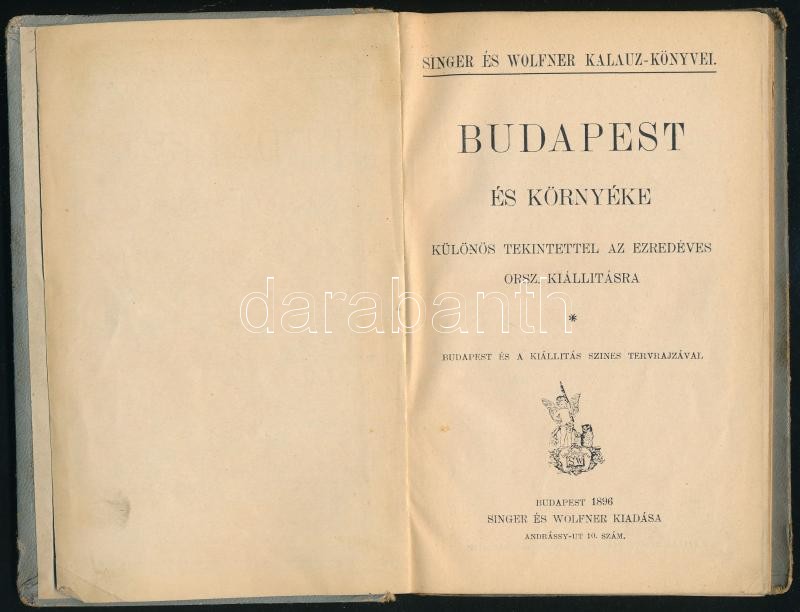 SINGER ÉS WOLFNER KALAUZ-KÖNYVEI.
BUDAPEST
ÉS KÖRNYÉKE
KÜLÖNÖS TEKINTETTEL AZ EZREDÉVES
ORSZ. KIÁLLITÁSRA
darabanth
*
BUDAPEST ÉS A KIÁLLITÁS SZINES TERVRAJZÁVAL
SW
BUDAPEST 1896
SINGER ÉS WOLFNER KIADÁSA
ANDRÁSSY-UT 10. SZÁM.